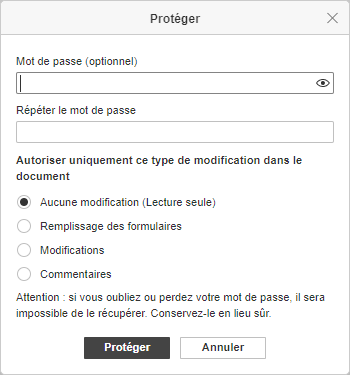 Protéger
Mot de passe (optionnel)
Répéter le mot de passe
Autoriser uniquement ce type de modification dans le
document
Aucune modification (Lecture seule)
Remplissage des formulaires
Modifications
Commentaires
Attention : si vous oubliez ou perdez votre mot de passe, il sera
impossible de le récupérer. Conservez-le en lieu sûr.
Protéger
Annuler